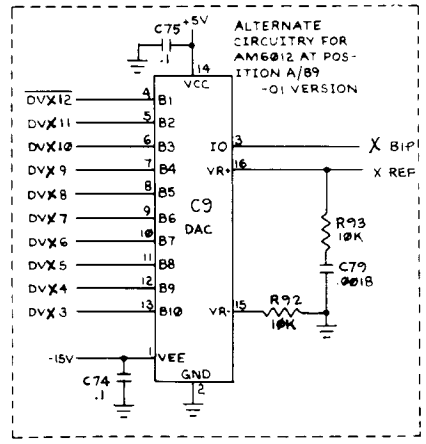 C75
.1
+5V
ALTERNATE
CIRCUITRY FOR
AM6012 AT POS-
ITION A/B9
-01 VERSION
14
VCC
D̅V̅X̅1̅2̅ 4 B1
DVX11 5 B2
DVX10 6 B3
IO 3 X BIP
DVX9 7 B4
VR+ 16 X REF
DVX8 8 B5
DVX7 9 B6
C9
DAC
R93
10K
DVX6 10 B7
DVX5 11 B8
C79
.0018
DVX4 12 B9
DVX3 13 B10
VR- 15 R92
10K
-15V 1 VEE
C74
.1
GND
2